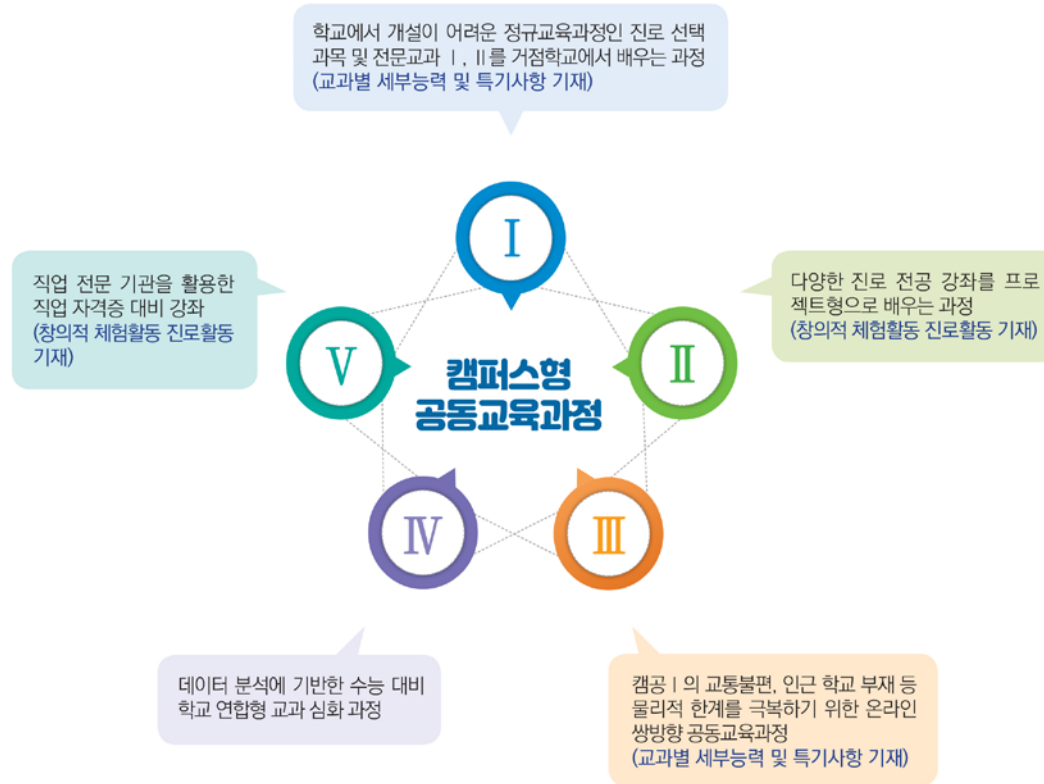 학교에서 개설이 어려운 정규교육과정인 진로 선택
과목 및 전문교과 Ⅰ, Ⅱ를 거점학교에서 배우는 과정
(교과별 세부능력 및 특기사항 기재)
Ⅰ
직업 전문 기관을 활용한
직업 자격증 대비 강좌
(창의적 체험활동 진로활동
기재)
다양한 진로 전공 강좌를 프로
젝트형으로 배우는 과정
(창의적 체험활동 진로활동 기재)
Ⅴ
Ⅱ
캠퍼스형
공동교육과정
Ⅳ
Ⅲ
데이터 분석에 기반한 수능 대비
학교 연합형 교과 심화 과정
캠공Ⅰ의 교통불편, 인근 학교 부재 등
물리적 한계를 극복하기 위한 온라인
쌍방향 공동교육과정
(교과별 세부능력 및 특기사항 기재)